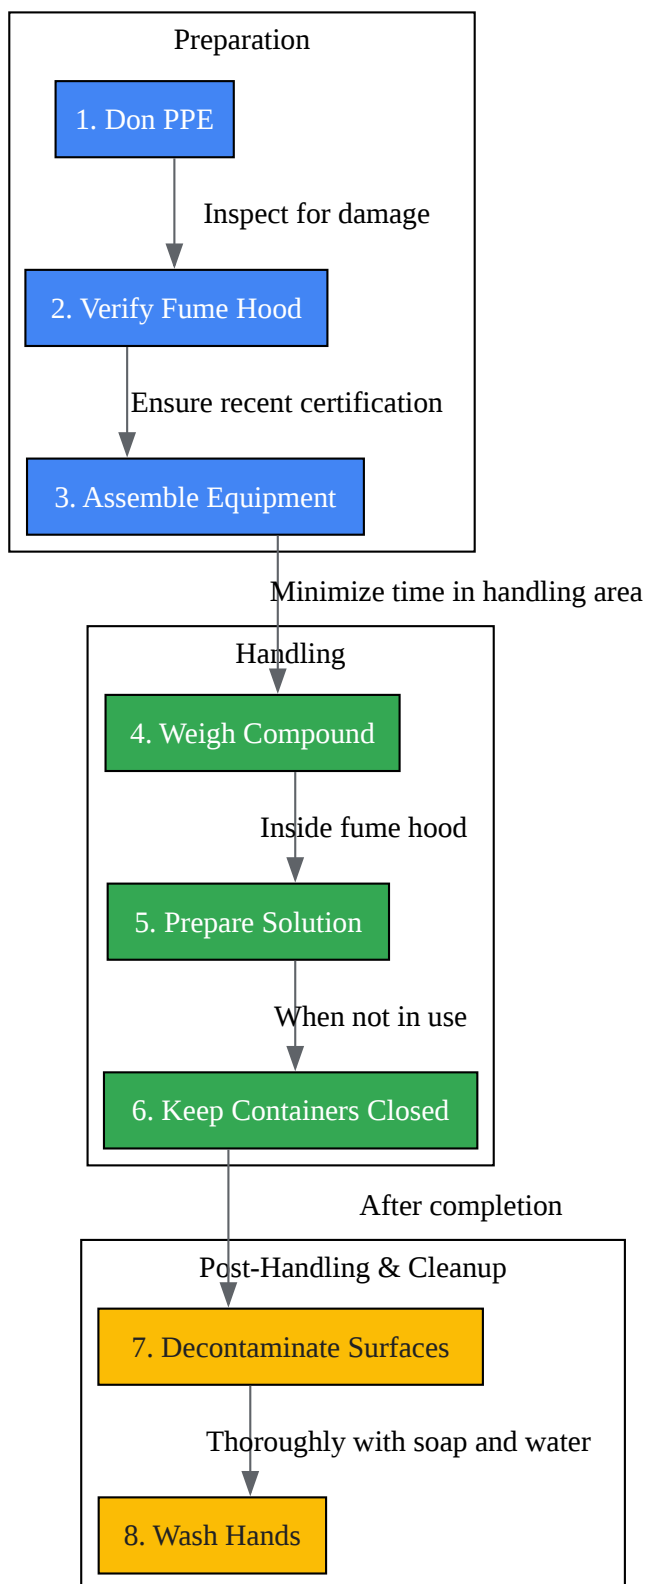 Preparation
1. Don PPE
Inspect for damage
2. Verify Fume Hood
Ensure recent certification
3. Assemble Equipment
Minimize time in handling area
Handling
4. Weigh Compound
Inside fume hood
5. Prepare Solution
When not in use
6. Keep Containers Closed
After completion
Post-Handling & Cleanup
7. Decontaminate Surfaces
Thoroughly with soap and water
8. Wash Hands